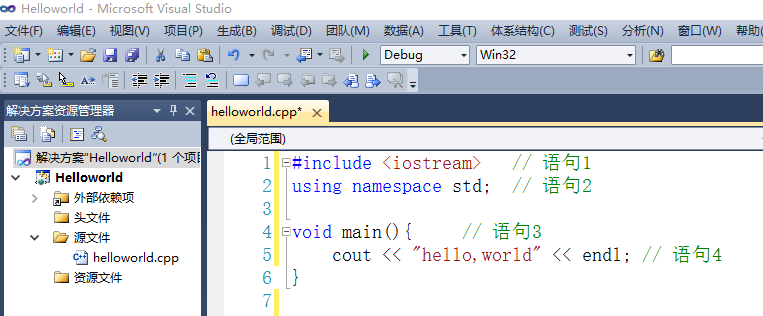 Helloworld - Microsoft Visual Studio
文件(F) 编辑(E) 视图(V) 项目(P) 生成(B) 调试(D) 团队(M) 数据(A) 工具(T) 体系结构(C) 测试(S) 分析(N) 窗口(W) 帮助
Debug Win32
解决方案资源管理器
解决方案"Helloworld"(1 个项目
Helloworld
外部依赖项
头文件
源文件
helloworld.cpp
资源文件
helloworld.cpp*
(全局范围)
1 #include <iostream> // 语句1
2 using namespace std; // 语句2
3
4 void main(){ // 语句3
5 cout << "hello,world" << endl; // 语句4
6 }
7